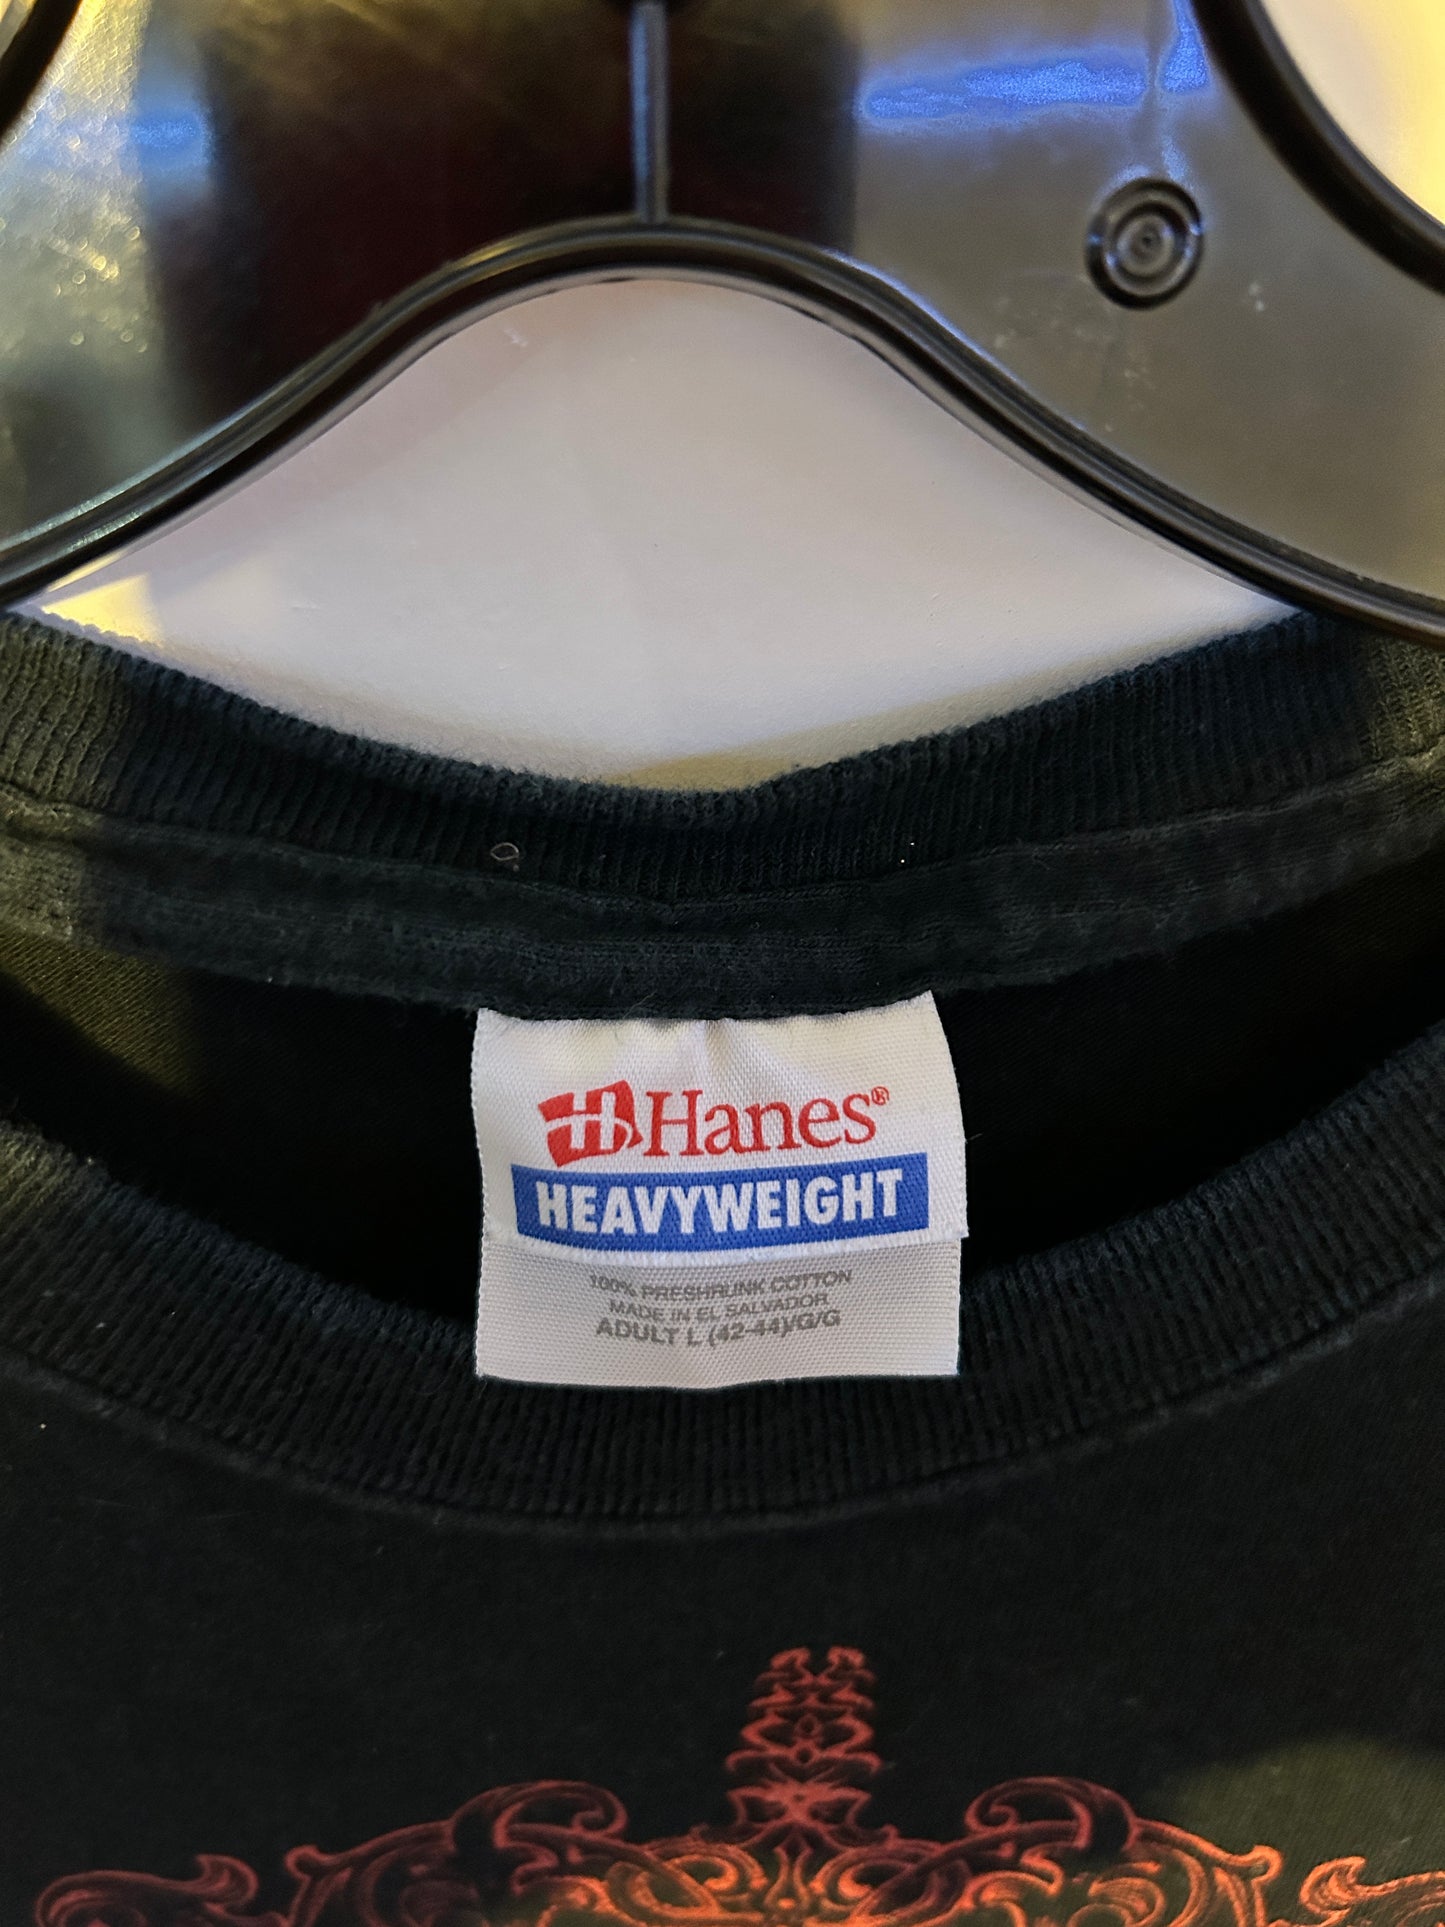 Hanes®
HEAVYWEIGHT
100% PRESHRUNK COTTON
MADE IN EL SALVADOR
ADULT L (42-44)/G/G